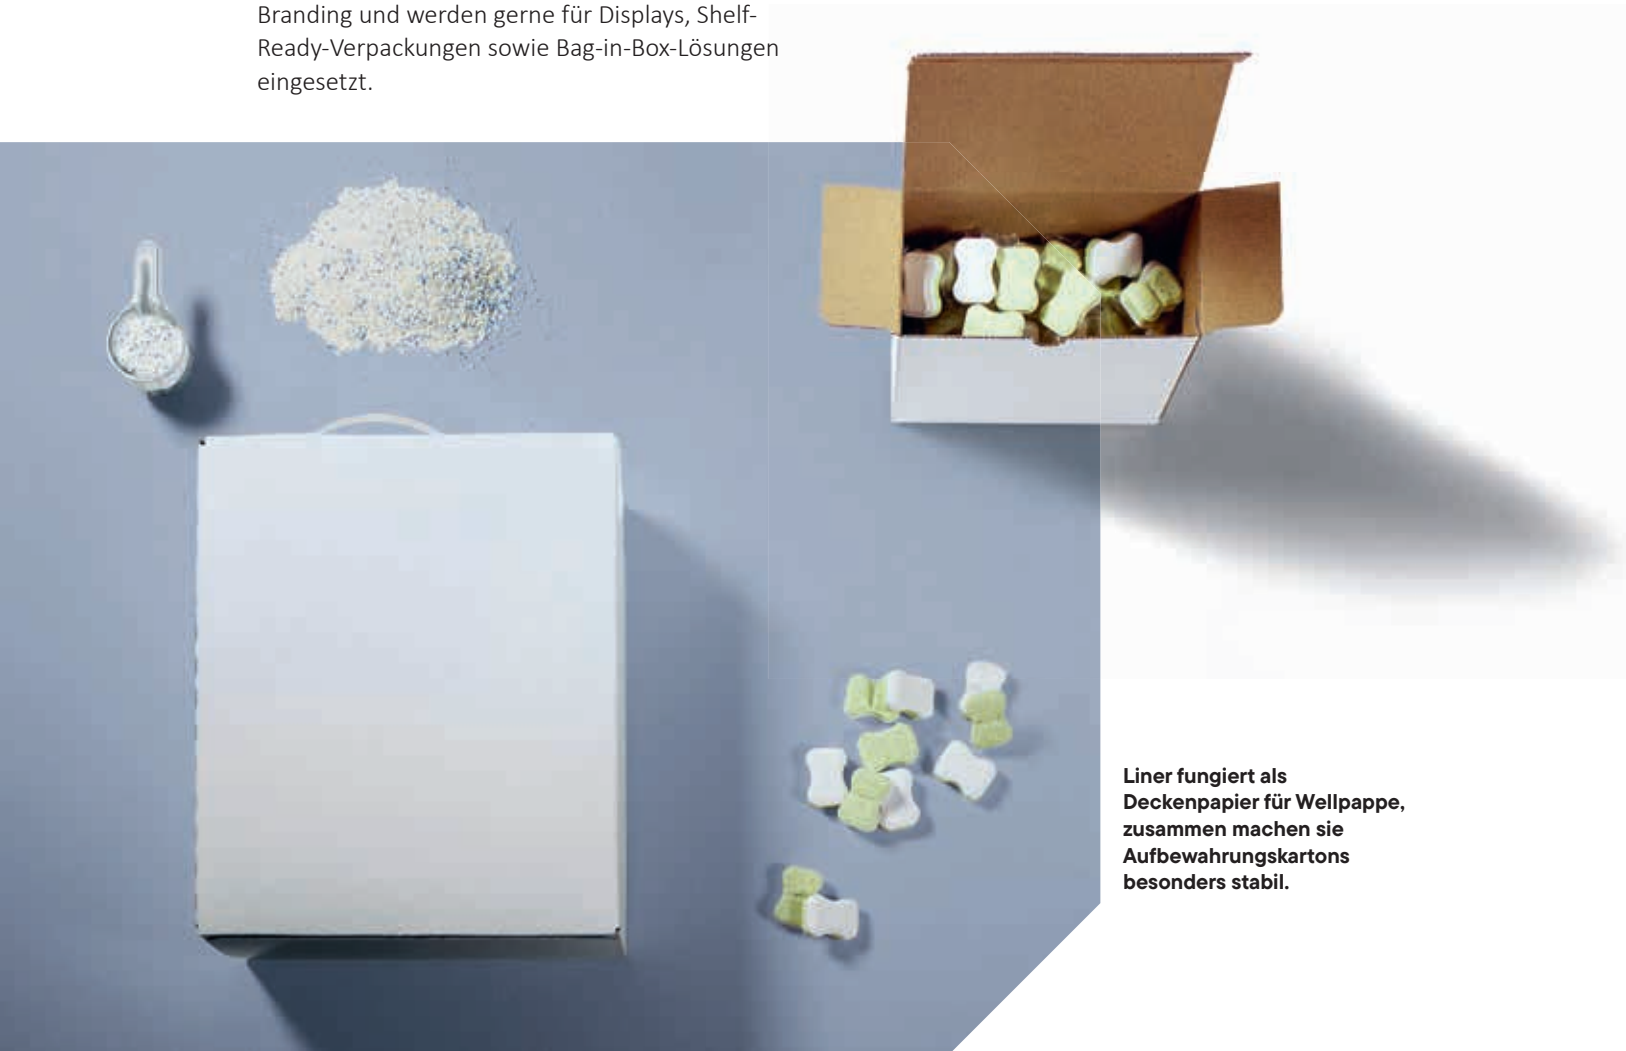 Branding und werden gerne für Displays, Shelf-
Ready-Verpackungen sowie Bag-in-Box-Lösungen
eingesetzt.
Liner fungiert als
Deckenpapier für Wellpappe,
zusammen machen sie
Aufbewahrungskartons
besonders stabil.